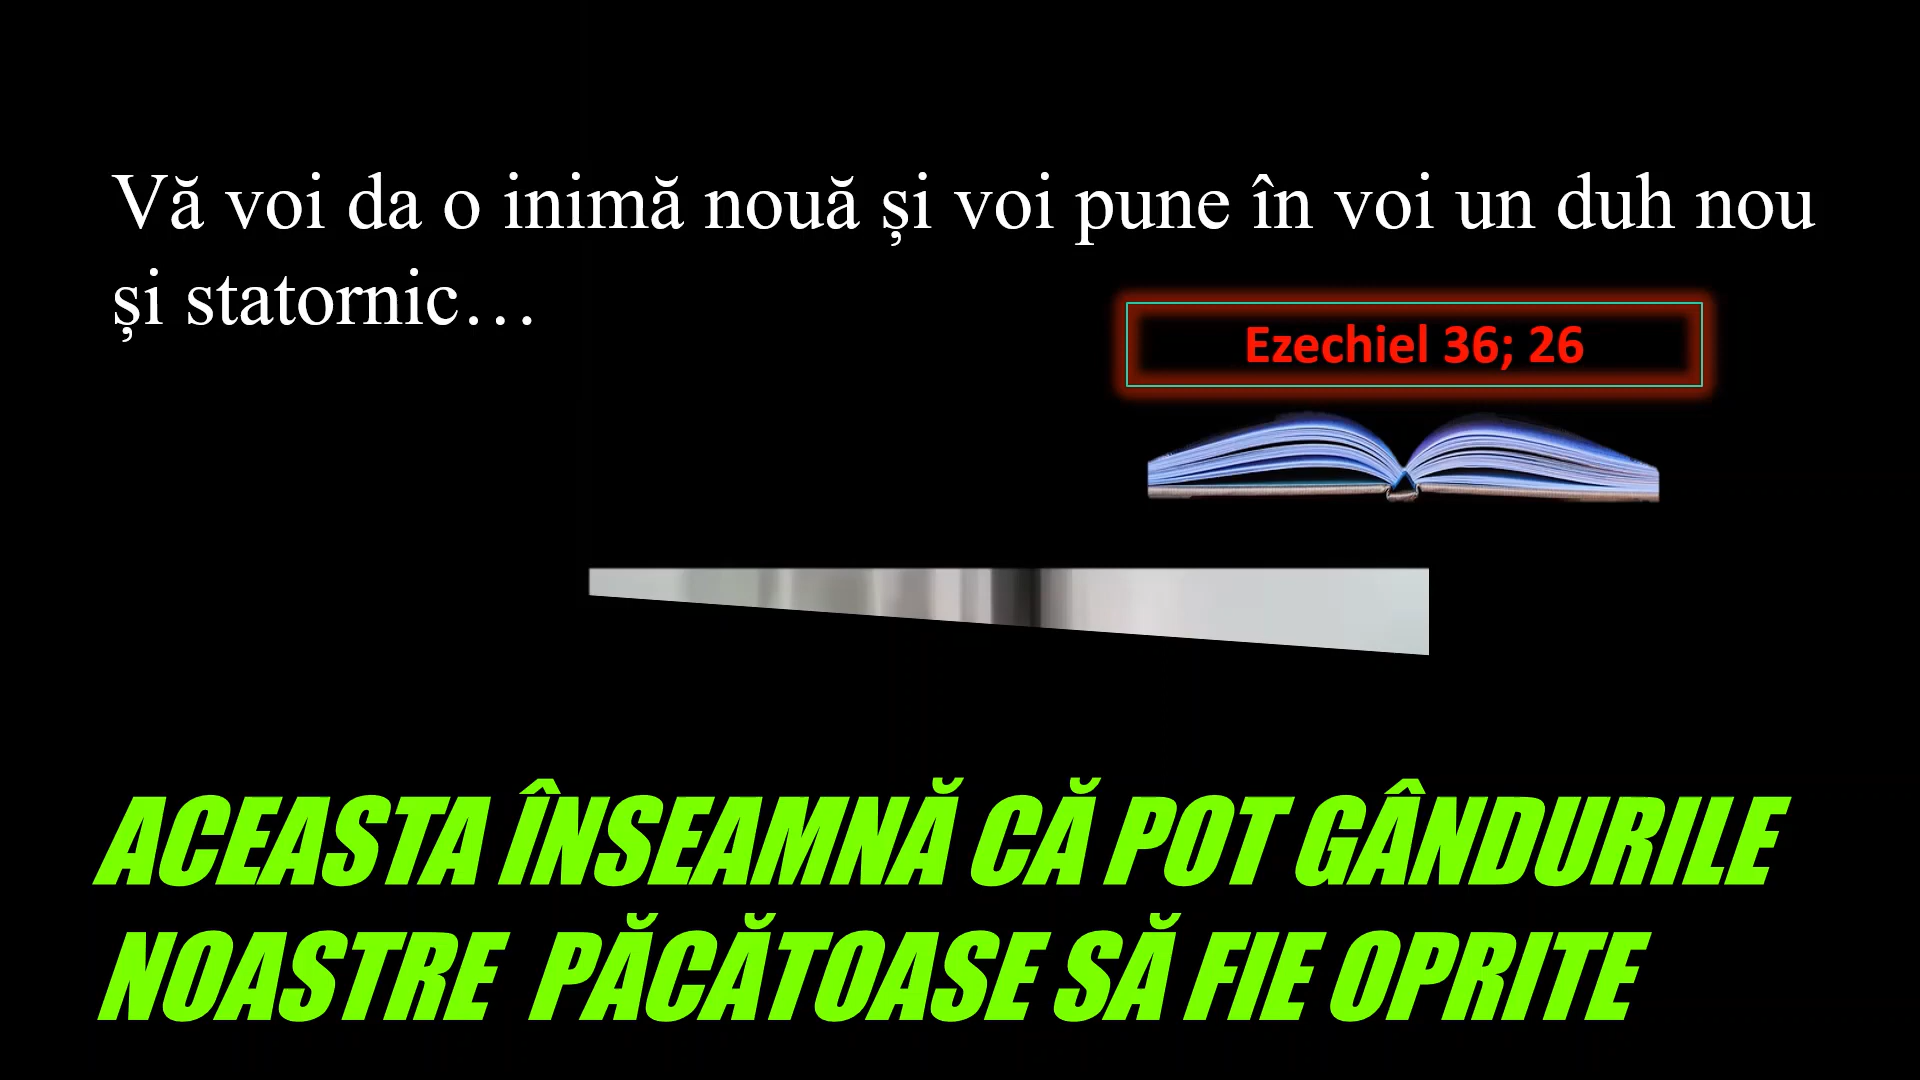 Vă voi da o inimă nouă și voi pune în voi un duh nou
și statornic…
Ezechiel 36; 26
ACEASTA ÎNSEAMNĂ CĂ POT GÂNDURILE
NOASTRE PĂCĂTOASE SĂ FIE OPRITE